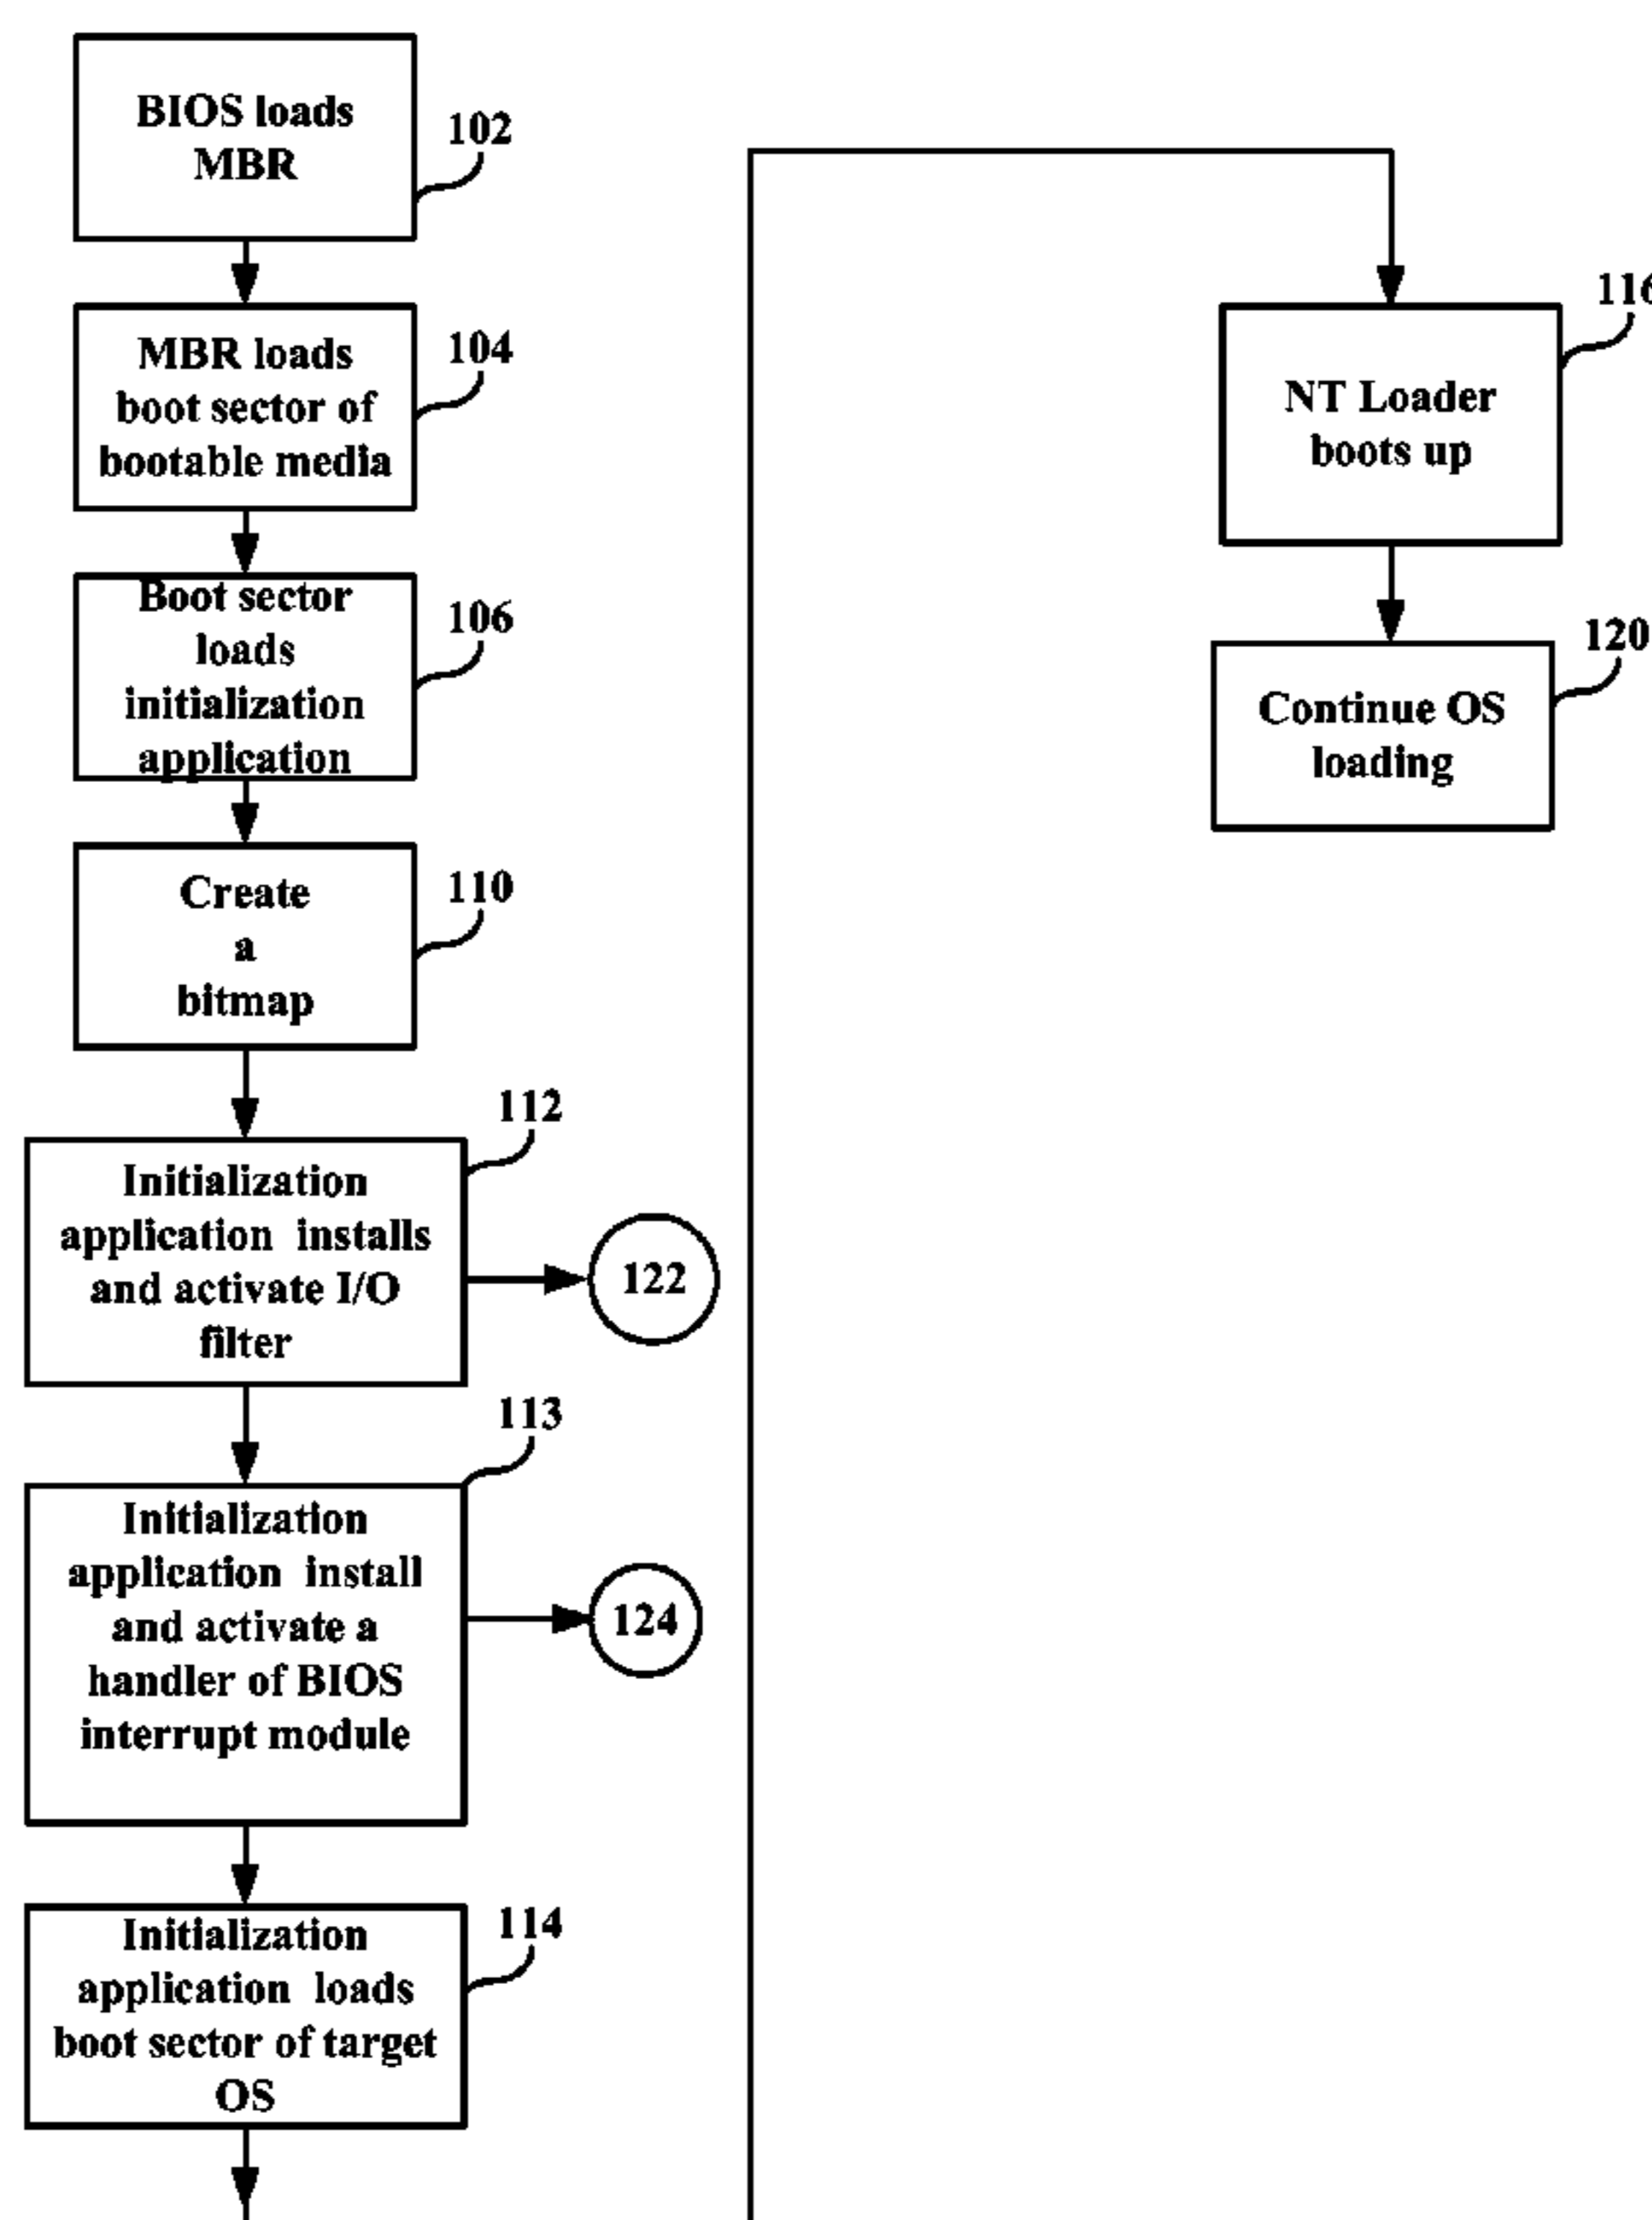 BIOS loads
MBR
102
MBR loads
boot sector of
bootable media
104
Boot sector
loads
initialization
application
106
Create
a
bitmap
110
Initialization
application installs
and activate I/O
filter
112
122
Initialization
application install
and activate a
handler of BIOS
interrupt module
113
124
Initialization
application loads
boot sector of target
OS
114
NT Loader
boots up
116
Continue OS
loading
120